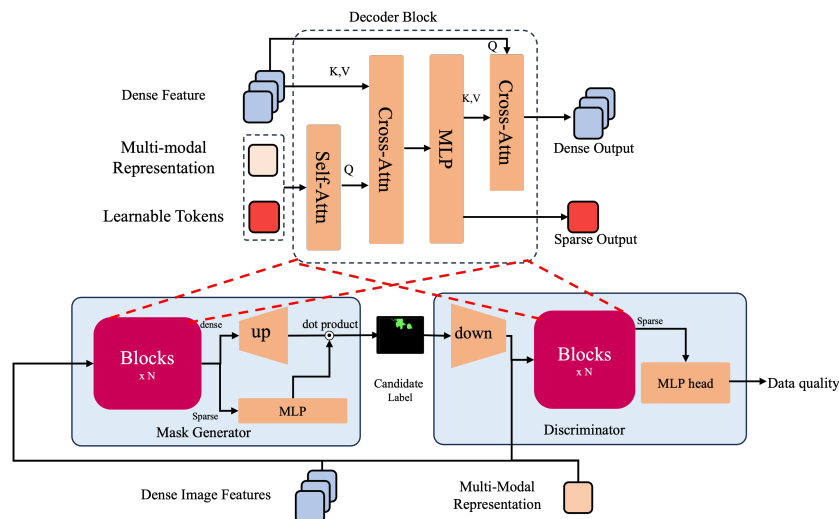 Decoder Block
Q
K,V
Dense Feature
K,V
Cross-Attn
Cross-Attn
MLP
Self-Attn
Multi-modal
Representation
Q
Dense Output
Learnable Tokens
Sparse Output
dense
up
dot product
down
Sparse
Blocks
x N
Blocks
x N
Candidate
Label
MLP head
Data quality
Sparse
MLP
Mask Generator
Discriminator
Dense Image Features
Multi-Modal
Representation